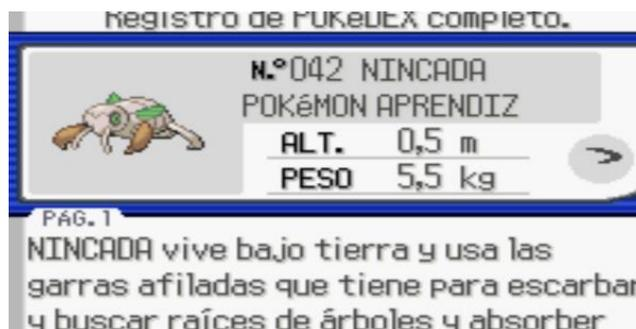 Registro de POKéDEX completo.
N.º042 NINCADA
POKéMON APRENDIZ
ALT. 0,5 m
PESO 5,5 kg
PÁG.1
NINCADA vive bajo tierra y usa las
garras afiladas que tiene para escarbar
y buscar raíces de árboles y absorber